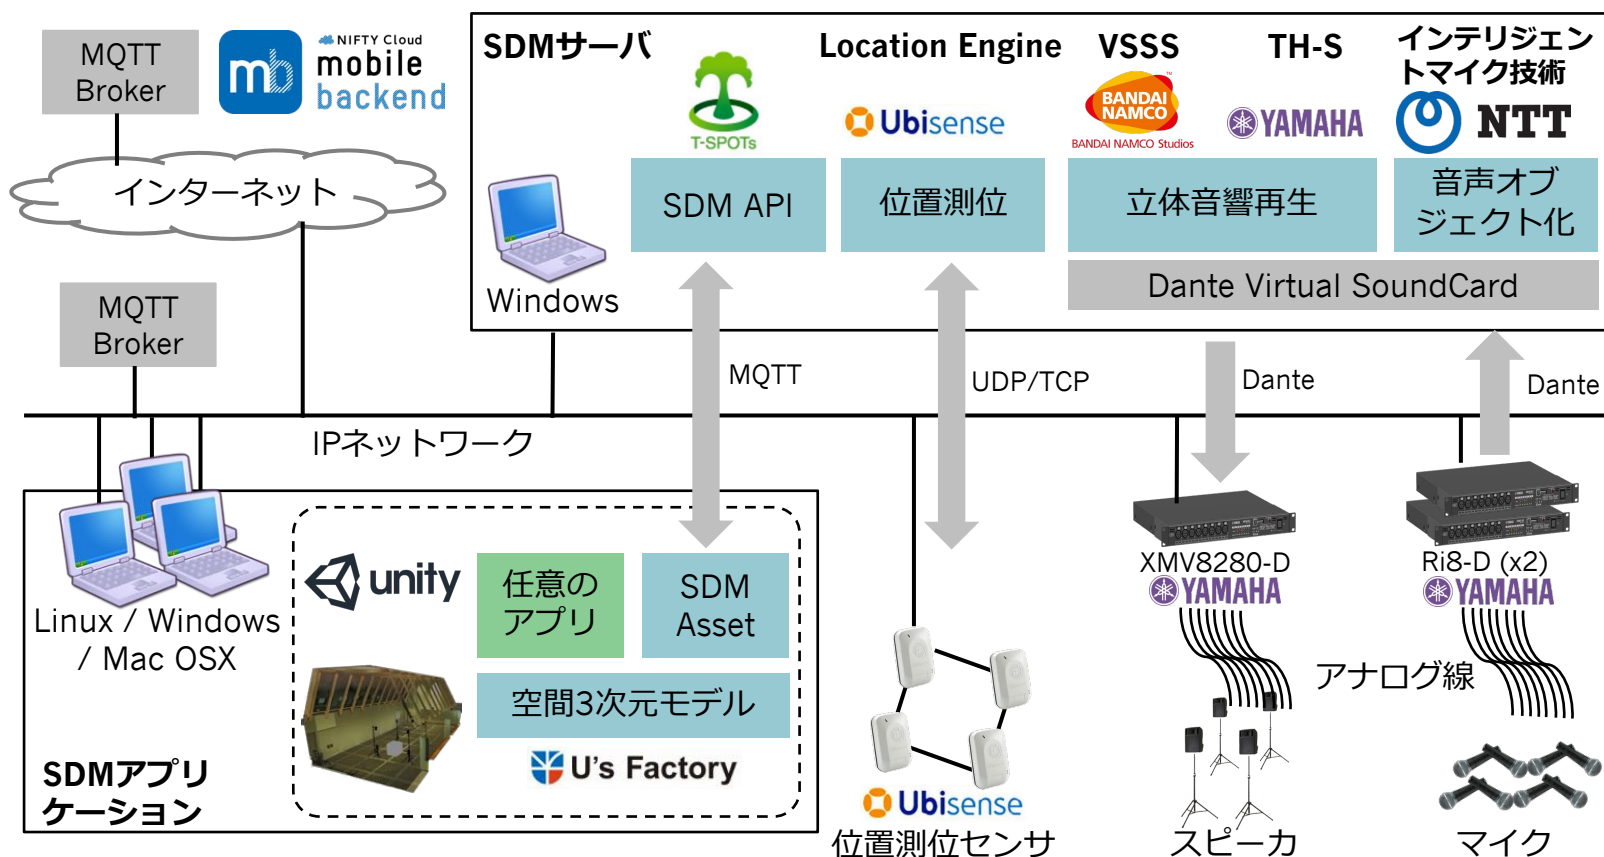 MQTT
Broker
mb
NIFTY Cloud
mobile
backend
インターネット
MQTT
Broker
SDMサーバ
Windows
T-SPOTs
SDM API
Location Engine
Ubisense
位置測位
VSSS
BANDAI
NAMCO
BANDAI NAMCO Studios
TH-S
YAMAHA
立体音響再生
インテリジェン
トマイク技術
NTT
音声オブ
ジェクト化
Dante Virtual SoundCard
MQTT
UDP/TCP
Dante
Dante
IPネットワーク
Linux / Windows
/ Mac OSX
SDMアプリ
ケーション
unity
任意の
アプリ
SDM
Asset
空間3次元モデル
U's Factory
Ubisense
位置測位センサ
XMV8280-D
YAMAHA
スピーカ
Ri8-D (x2)
YAMAHA
アナログ線
マイク